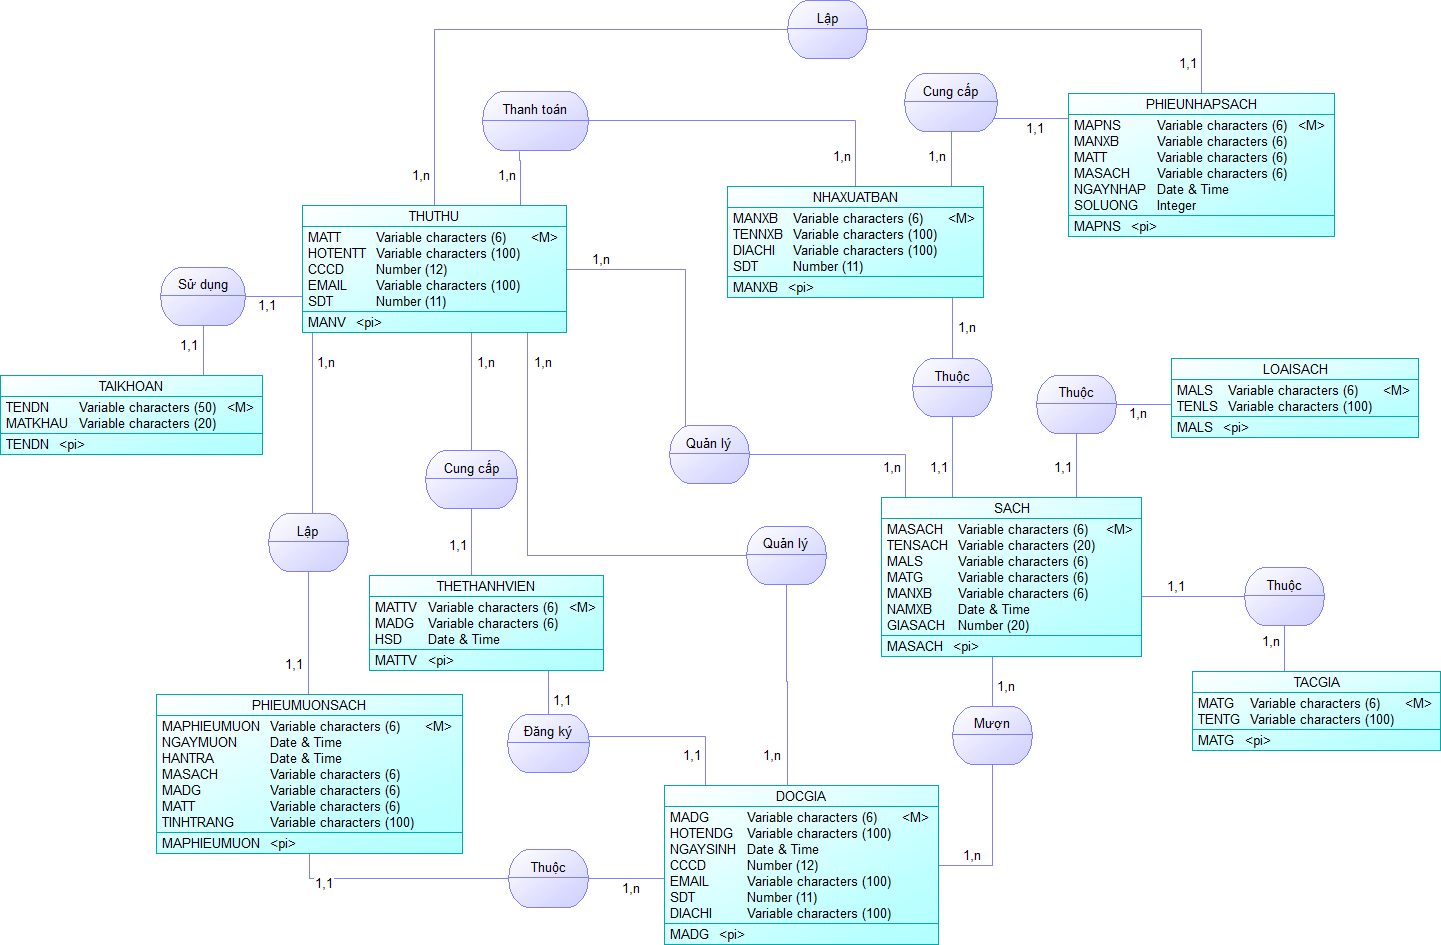 Lập
1,1
1,n
Thanh toán
1,n
1,n
Cung cấp
1,1
1,n
PHIEUNHAPSACH
MAPNS Variable characters (6) <M>
MANXB Variable characters (6)
MATT Variable characters (6)
MASACH Variable characters (6)
NGAYNHAP Date & Time
SOLUONG Integer
MAPNS <pi>
NHAXUATBAN
MANXB Variable characters (6) <M>
TENNXB Variable characters (100)
DIACHI Variable characters (100)
SDT Number (11)
MANXB <pi>
THUTHU
MATT Variable characters (6) <M>
HOTENTT Variable characters (100)
CCCD Number (12)
EMAIL Variable characters (100)
SDT Number (11)
MANV <pi>
1,n
Sử dụng
1,1
1,1
TAIKHOAN
TENDN Variable characters (50) <M>
MATKHAU Variable characters (20)
TENDN <pi>
1,n
1,n
1,n
1,n
Thuộc
1,1
Thuộc
1,n
1,1
LOAISACH
MALS Variable characters (6) <M>
TENLS Variable characters (100)
MALS <pi>
Quản lý
1,n
Cung cấp
1,1
Lập
1,1
Quản lý
1,n
SACH
MASACH Variable characters (6) <M>
TENSACH Variable characters (20)
MALS Variable characters (6)
MATG Variable characters (6)
MANXB Variable characters (6)
NAMXB Date & Time
GIASACH Number (20)
MASACH <pi>
1,1
Thuộc
1,n
THETHANHVIEN
MATTV Variable characters (6) <M>
MADG Variable characters (6)
HSD Date & Time
MATTV <pi>
1,1
Đăng ký
1,1
TACGIA
MATG Variable characters (6) <M>
TENTG Variable characters (100)
MATG <pi>
1,n
Mượn
1,n
PHIEUMUONSACH
MAPHIEUMUON Variable characters (6) <M>
NGAYMUON Date & Time
HANTRA Date & Time
MASACH Variable characters (6)
MADG Variable characters (6)
MATT Variable characters (6)
TINHTRANG Variable characters (100)
MAPHIEUMUON <pi>
1,1
Thuộc
1,n
DOCGIA
MADG Variable characters (6) <M>
HOTENDG Variable characters (100)
NGAYSINH Date & Time
CCCD Number (12)
EMAIL Variable characters (100)
SDT Number (11)
DIACHI Variable characters (100)
MADG <pi>